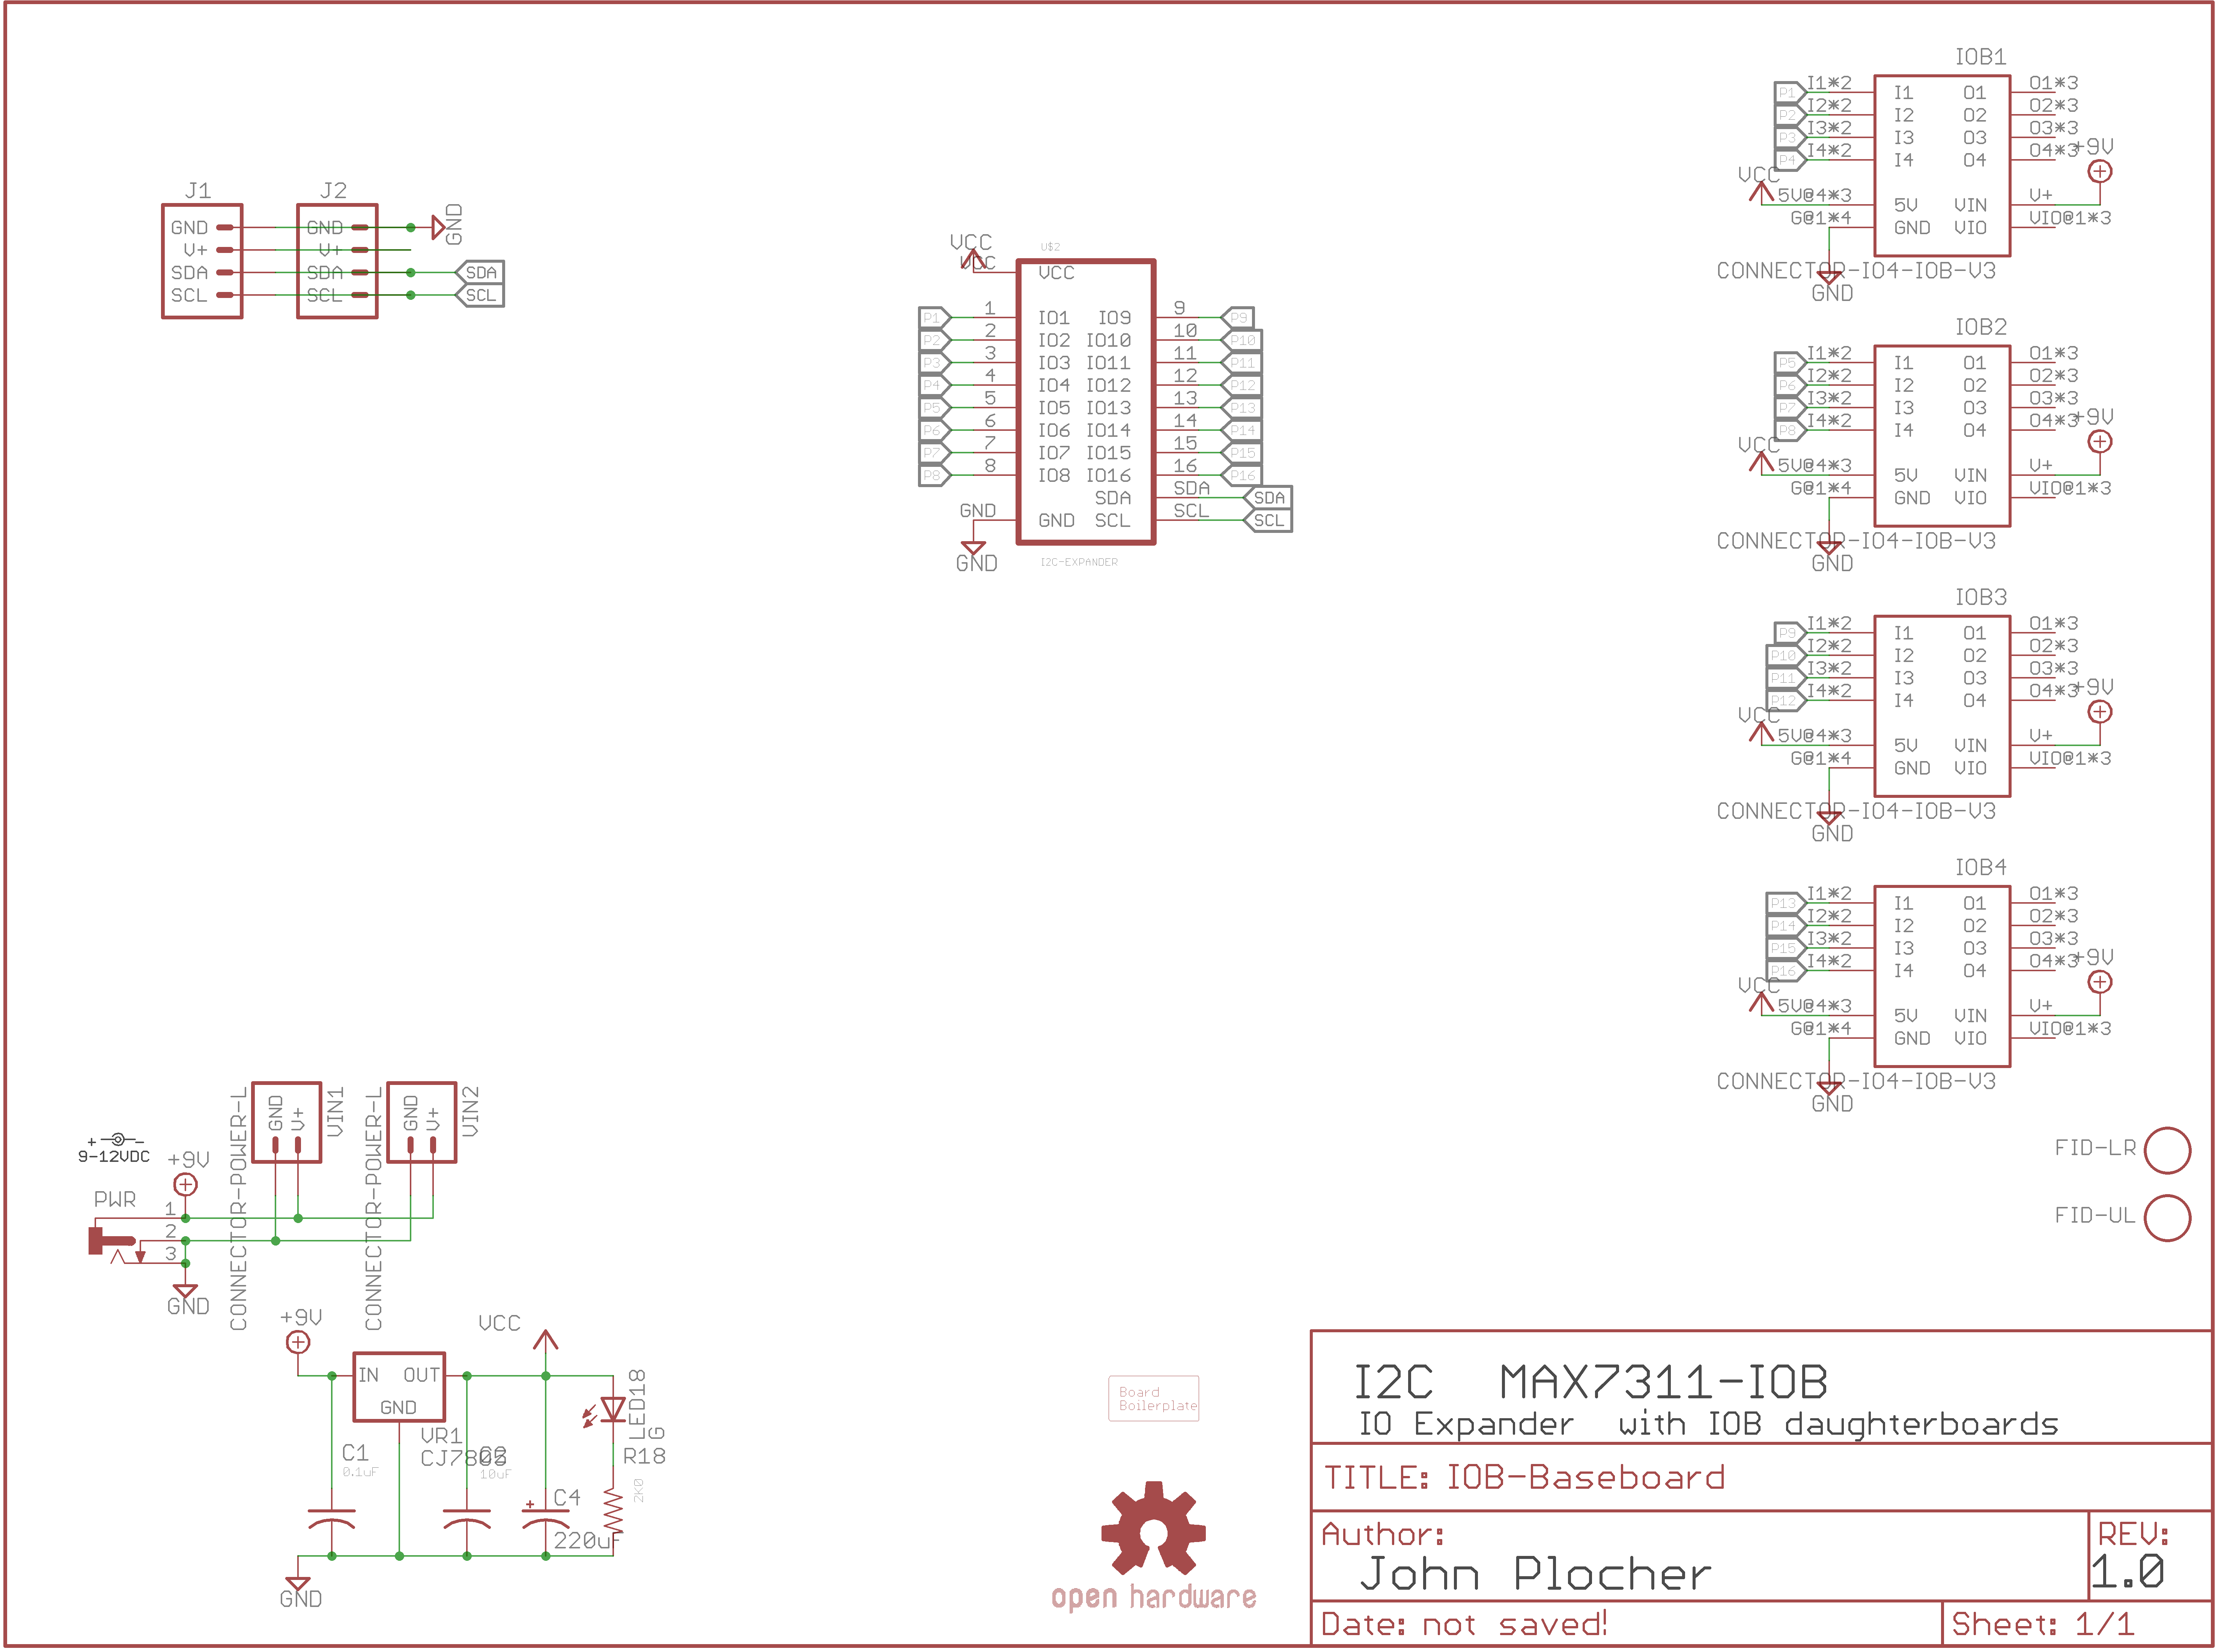 J1
GND
V+
SDA
SCL
J2
GND
V+
SDA
SCL
GND
SDA
SCL
U$2
VCC
VCC
VCC
P1 1 IO1 IO9 9 P9
P2 2 IO2 IO10 10 P10
P3 3 IO3 IO11 11 P11
P4 4 IO4 IO12 12 P12
P5 5 IO5 IO13 13 P13
P6 6 IO6 IO14 14 P14
P7 7 IO7 IO15 15 P15
P8 8 IO8 IO16 16 P16
SDA SDA SDA
GND GND SCL SCL SCL
GND
I2C-EXPANDER
IOB1
P1 I1*2 I1 O1 O1*3
P2 I2*2 I2 O2 O2*3
P3 I3*2 I3 O3 O3*3
P4 I4*2 I4 O4 O4*3
+9V
VCC
5V@4*3 5V VIN V+
G@1*4 GND VIO VIO@1*3
CONNECTOR-IO4-IOB-V3
GND
IOB2
P5 I1*2 I1 O1 O1*3
P6 I2*2 I2 O2 O2*3
P7 I3*2 I3 O3 O3*3
P8 I4*2 I4 O4 O4*3
+9V
VCC
5V@4*3 5V VIN V+
G@1*4 GND VIO VIO@1*3
CONNECTOR-IO4-IOB-V3
GND
IOB3
P9 I1*2 I1 O1 O1*3
P10 I2*2 I2 O2 O2*3
P11 I3*2 I3 O3 O3*3
P12 I4*2 I4 O4 O4*3
+9V
VCC
5V@4*3 5V VIN V+
G@1*4 GND VIO VIO@1*3
CONNECTOR-IO4-IOB-V3
GND
IOB4
P13 I1*2 I1 O1 O1*3
P14 I2*2 I2 O2 O2*3
P15 I3*2 I3 O3 O3*3
P16 I4*2 I4 O4 O4*3
+9V
VCC
5V@4*3 5V VIN V+
G@1*4 GND VIO VIO@1*3
CONNECTOR-IO4-IOB-V3
GND
FID-LR
FID-UL
+ -
9-12VDC
+9V
PWR
1
2
3
GND
CONNECTOR-POWER-L
GND
V+
VIN1
CONNECTOR-POWER-L
GND
V+
VIN2
+9V
VCC
IN OUT
GND
VR1
CJ7805
C1
0.1uF
C2
10uF
C4
220uF
LED18
G
R18
2K0
GND
Board
Boilerplate
open hardware
I2C MAX7311-IOB
IO Expander with IOB daughterboards
TITLE: IOB-Baseboard
Author:
John Plocher
REV:
1.0
Date: not saved!
Sheet: 1/1